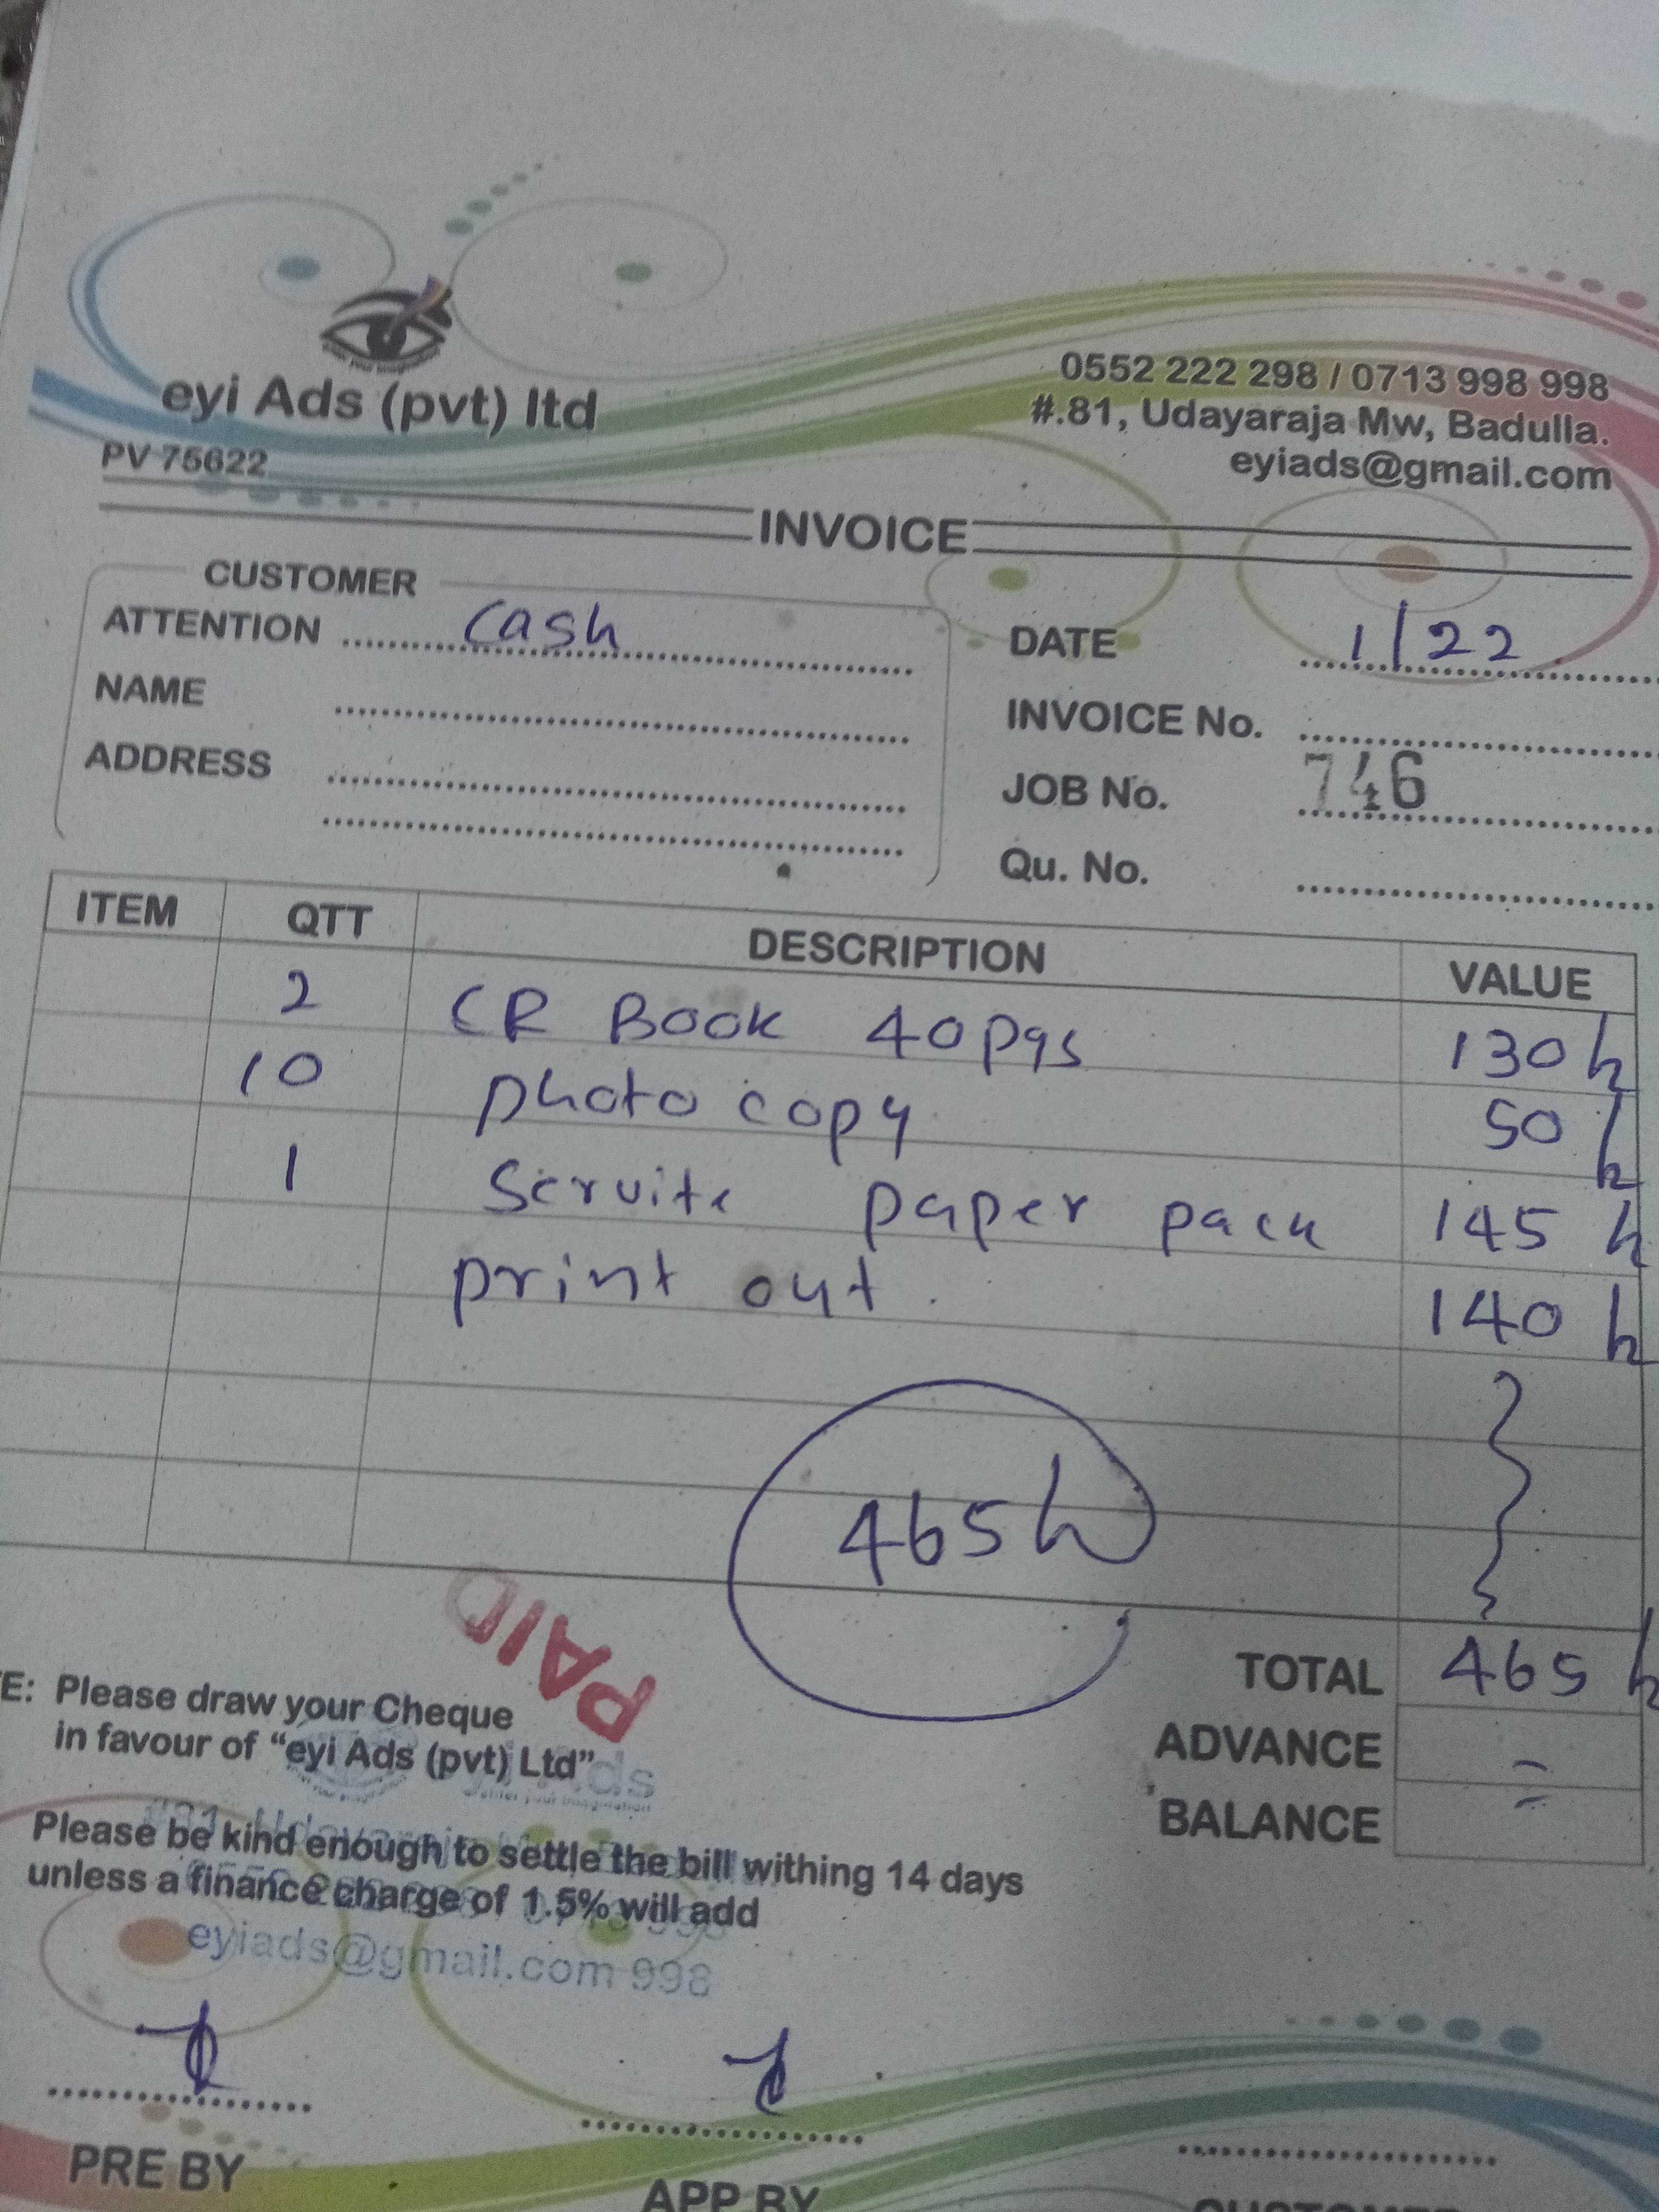 eyi Ads (pvt) ltd
PV 75622
0552 222 298 / 0713 998 998
#.81, Udayaraja Mw, Badulla.
eyiads@gmail.com
INVOICE
CUSTOMER
ATTENTION cash
NAME
ADDRESS
DATE 1/22
INVOICE No.
JOB No. 746
Qu. No.
ITEM QTT DESCRIPTION VALUE
2 CR Book 40pgs 130
10 photo copy 50
1 paper pack 145
print out. 140
465
PAID
TOTAL 465
ADVANCE =
BALANCE =
E: Please draw your Cheque
in favour of “eyi Ads (pvt) Ltd”
Please be kind enough to settle the bill withing 14 days
unless a finance charge of 1.5% will add
eyiads@gmail.com 998
PRE BY
APP BY
CUSTOMER